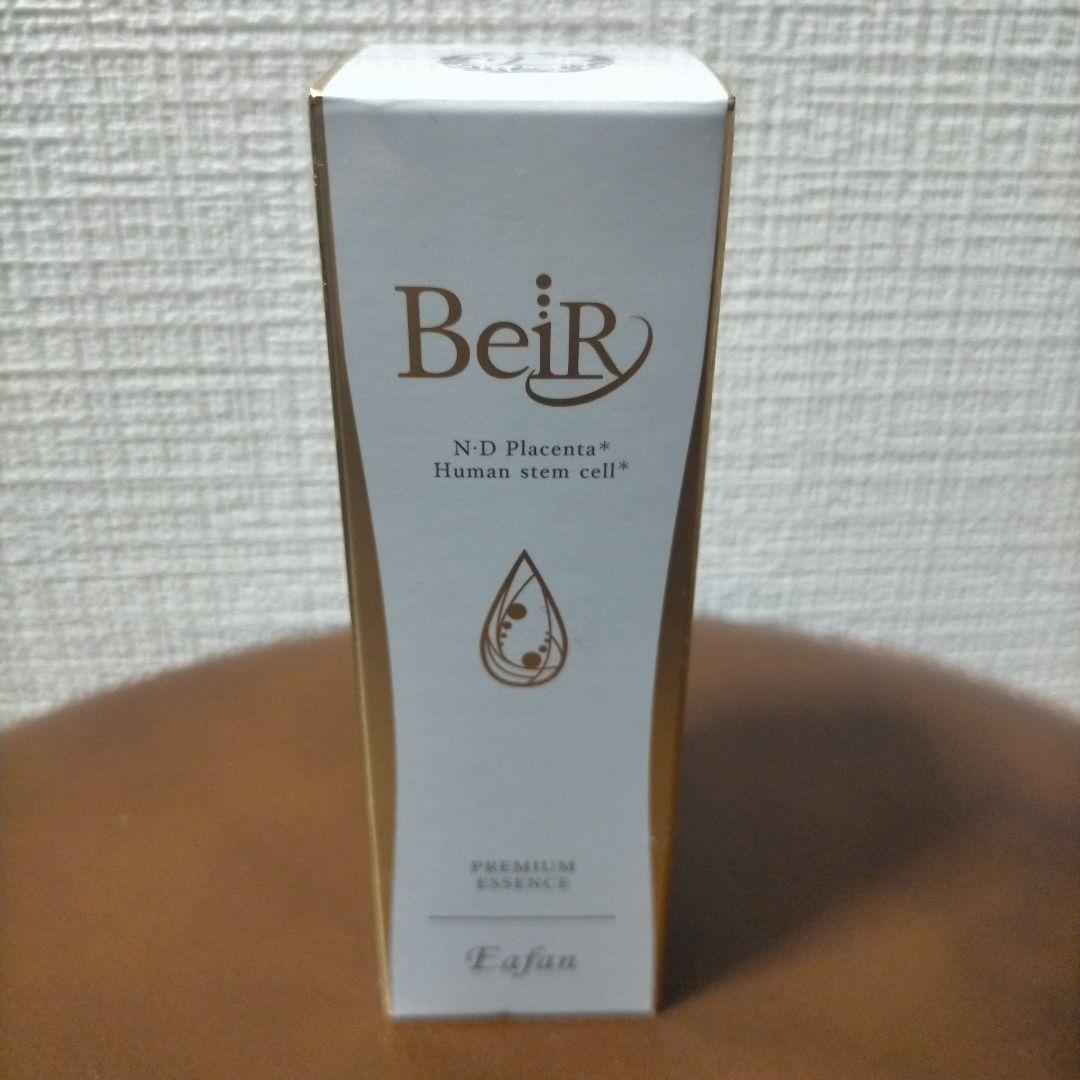 BeiR
N·D Placenta*
Human stem cell*
PREMIUM
ESSENCE
Eafan